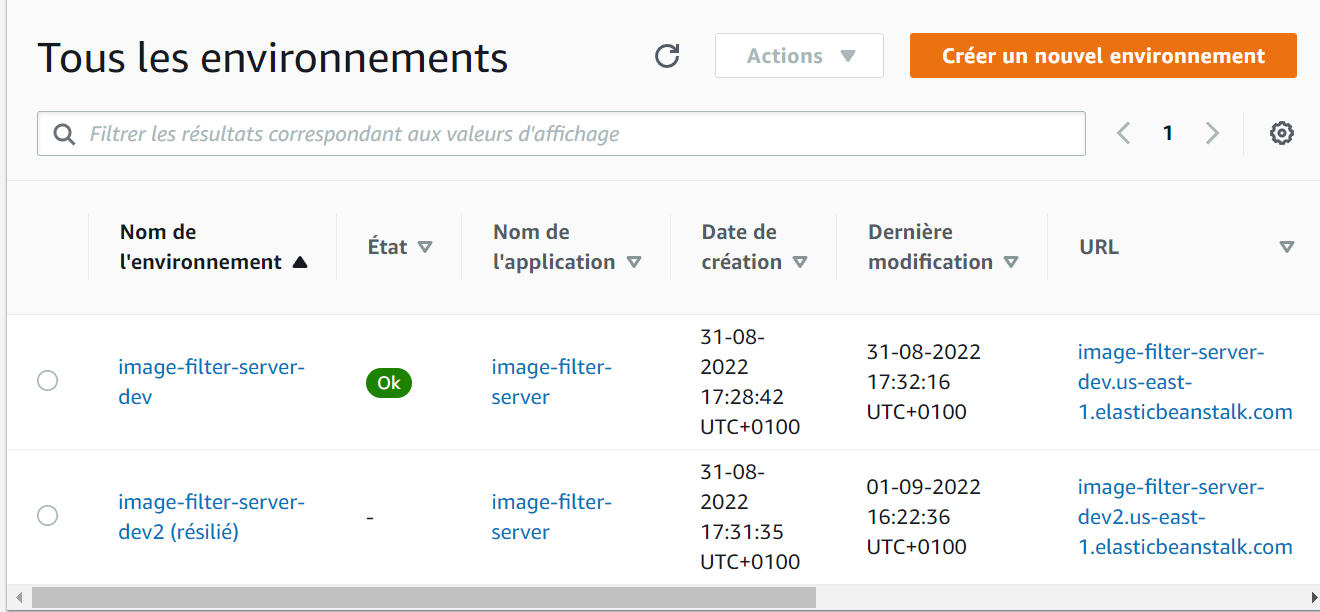 Tous les environnements
Actions
Créer un nouvel environnement
Filtrer les résultats correspondant aux valeurs d'affichage
1
Nom de
l'environnement
État
Nom de
l'application
Date de
création
Dernière
modification
URL
image-filter-server-
dev
Ok
image-filter-
server
31-08-
2022
17:28:42
UTC+0100
31-08-2022
17:32:16
UTC+0100
image-filter-server-
dev.us-east-
1.elasticbeanstalk.com
image-filter-server-
dev2 (résilié)
-
image-filter-
server
31-08-
2022
17:31:35
UTC+0100
01-09-2022
16:22:36
UTC+0100
image-filter-server-
dev2.us-east-
1.elasticbeanstalk.com